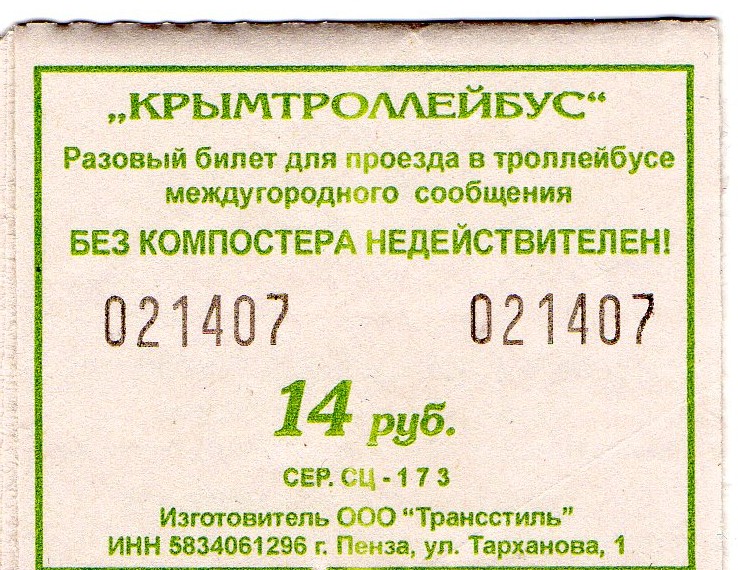 „КРЫМТРОЛЛЕЙБУС“
Разовый билет для проезда в троллейбусе
междугородного сообщения
БЕЗ КОМПОСТЕРА НЕДЕЙСТВИТЕЛЕН!
021407 021407
14 руб.
СЕР. СЦ - 1 7 3
Изготовитель ООО “Трансстиль”
ИНН 5834061296 г. Пенза, ул. Тарханова, 1